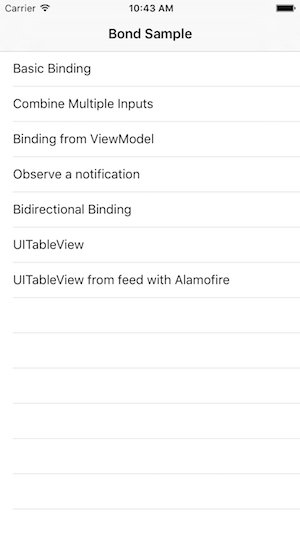 Carrier 10:43 AM
Bond Sample
Basic Binding
Combine Multiple Inputs
Binding from ViewModel
Observe a notification
Bidirectional Binding
UITableView
UITableView from feed with Alamofire